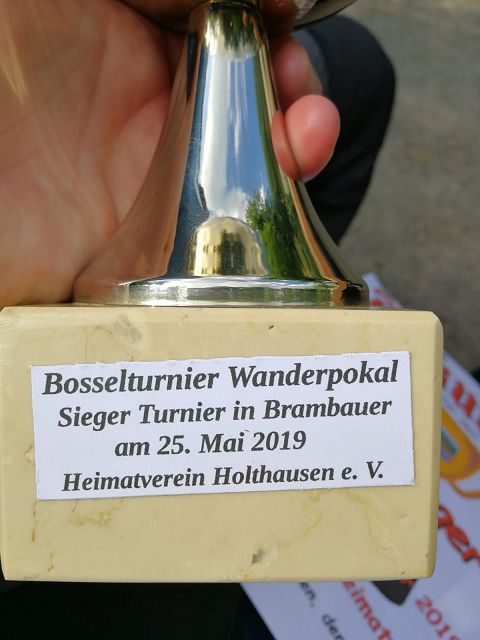 Bosselturnier Wanderpokal
Sieger Turnier in Brambauer
am 25. Mai 2019
Heimatverein Holthausen e. V.